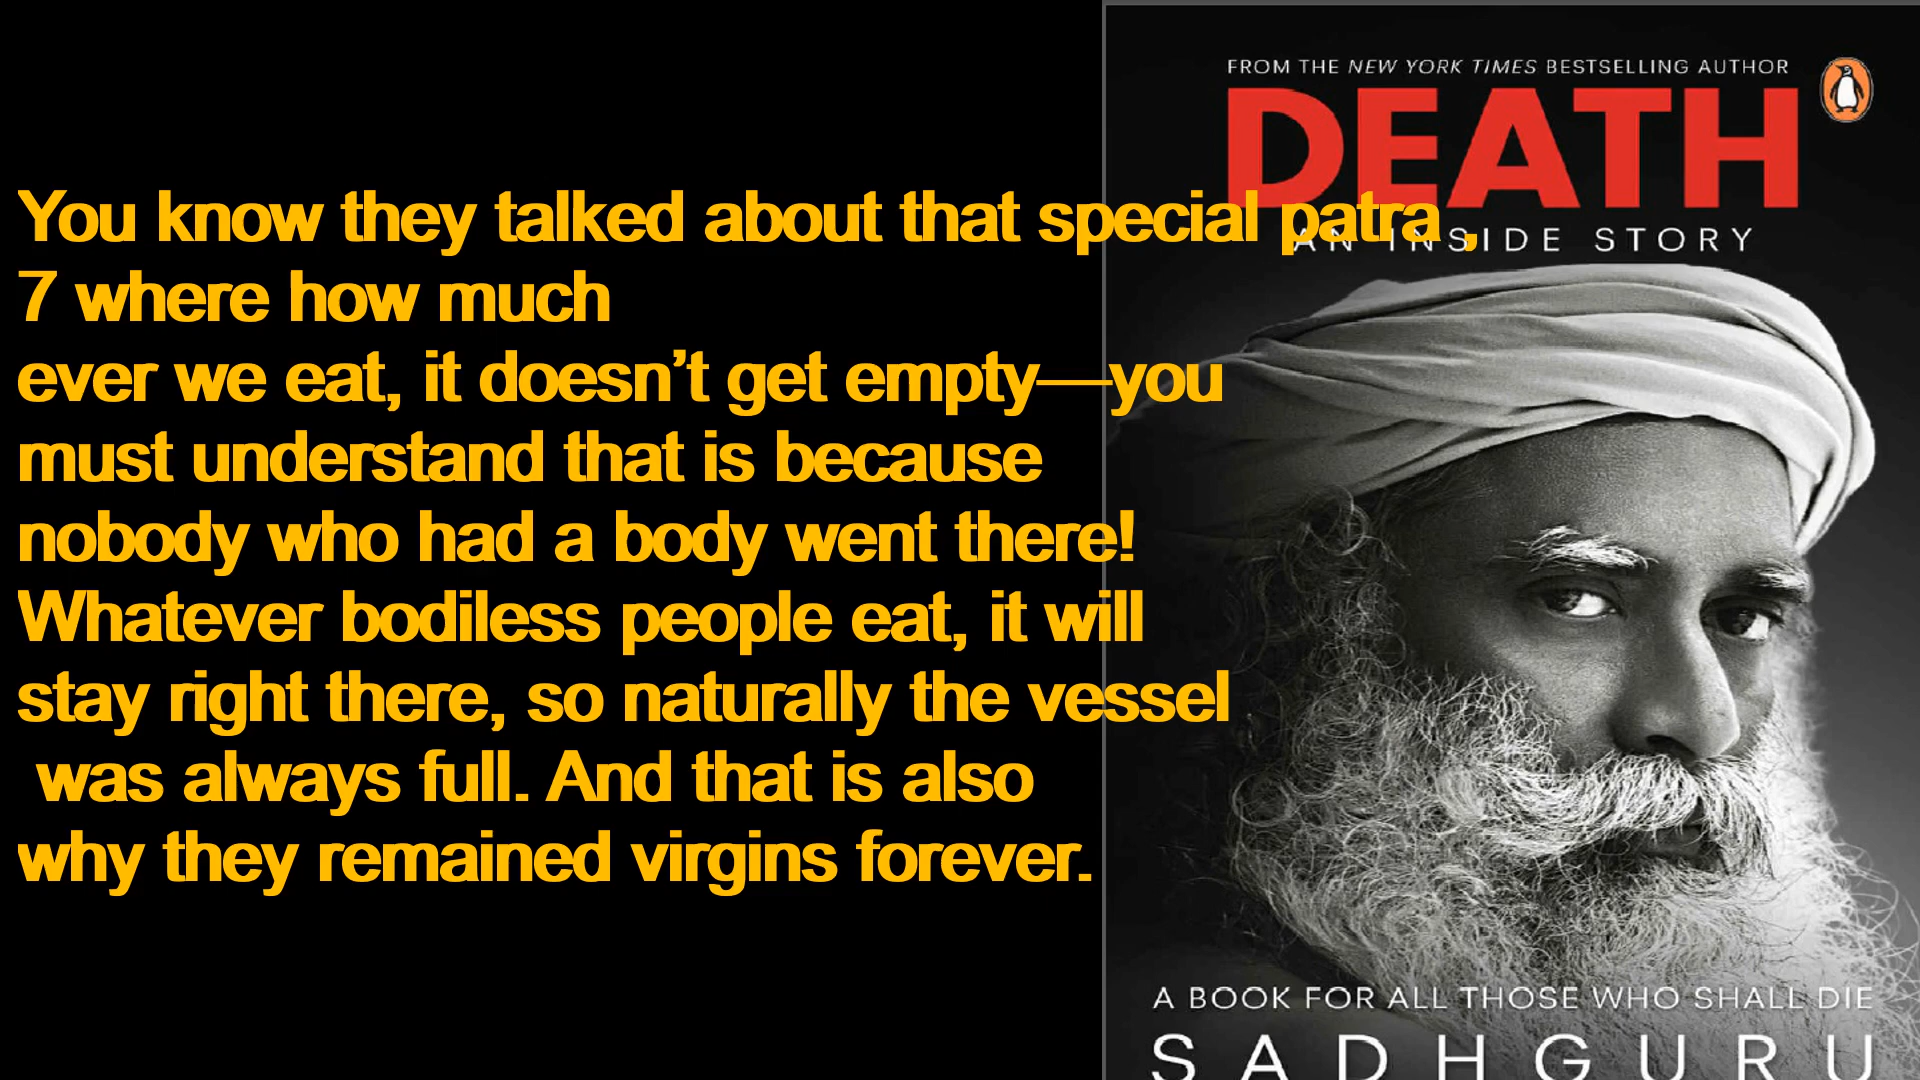 You know they talked about that special patra ,
7 where how much
ever we eat, it doesn’t get empty—you
must understand that is because
nobody who had a body went there!
Whatever bodiless people eat, it will
stay right there, so naturally the vessel
was always full. And that is also
why they remained virgins forever.
FROM THE NEW YORK TIMES BESTSELLING AUTHOR
DEATH
AN INSIDE STORY
A BOOK FOR ALL THOSE WHO SHALL DIE
SADHGURU